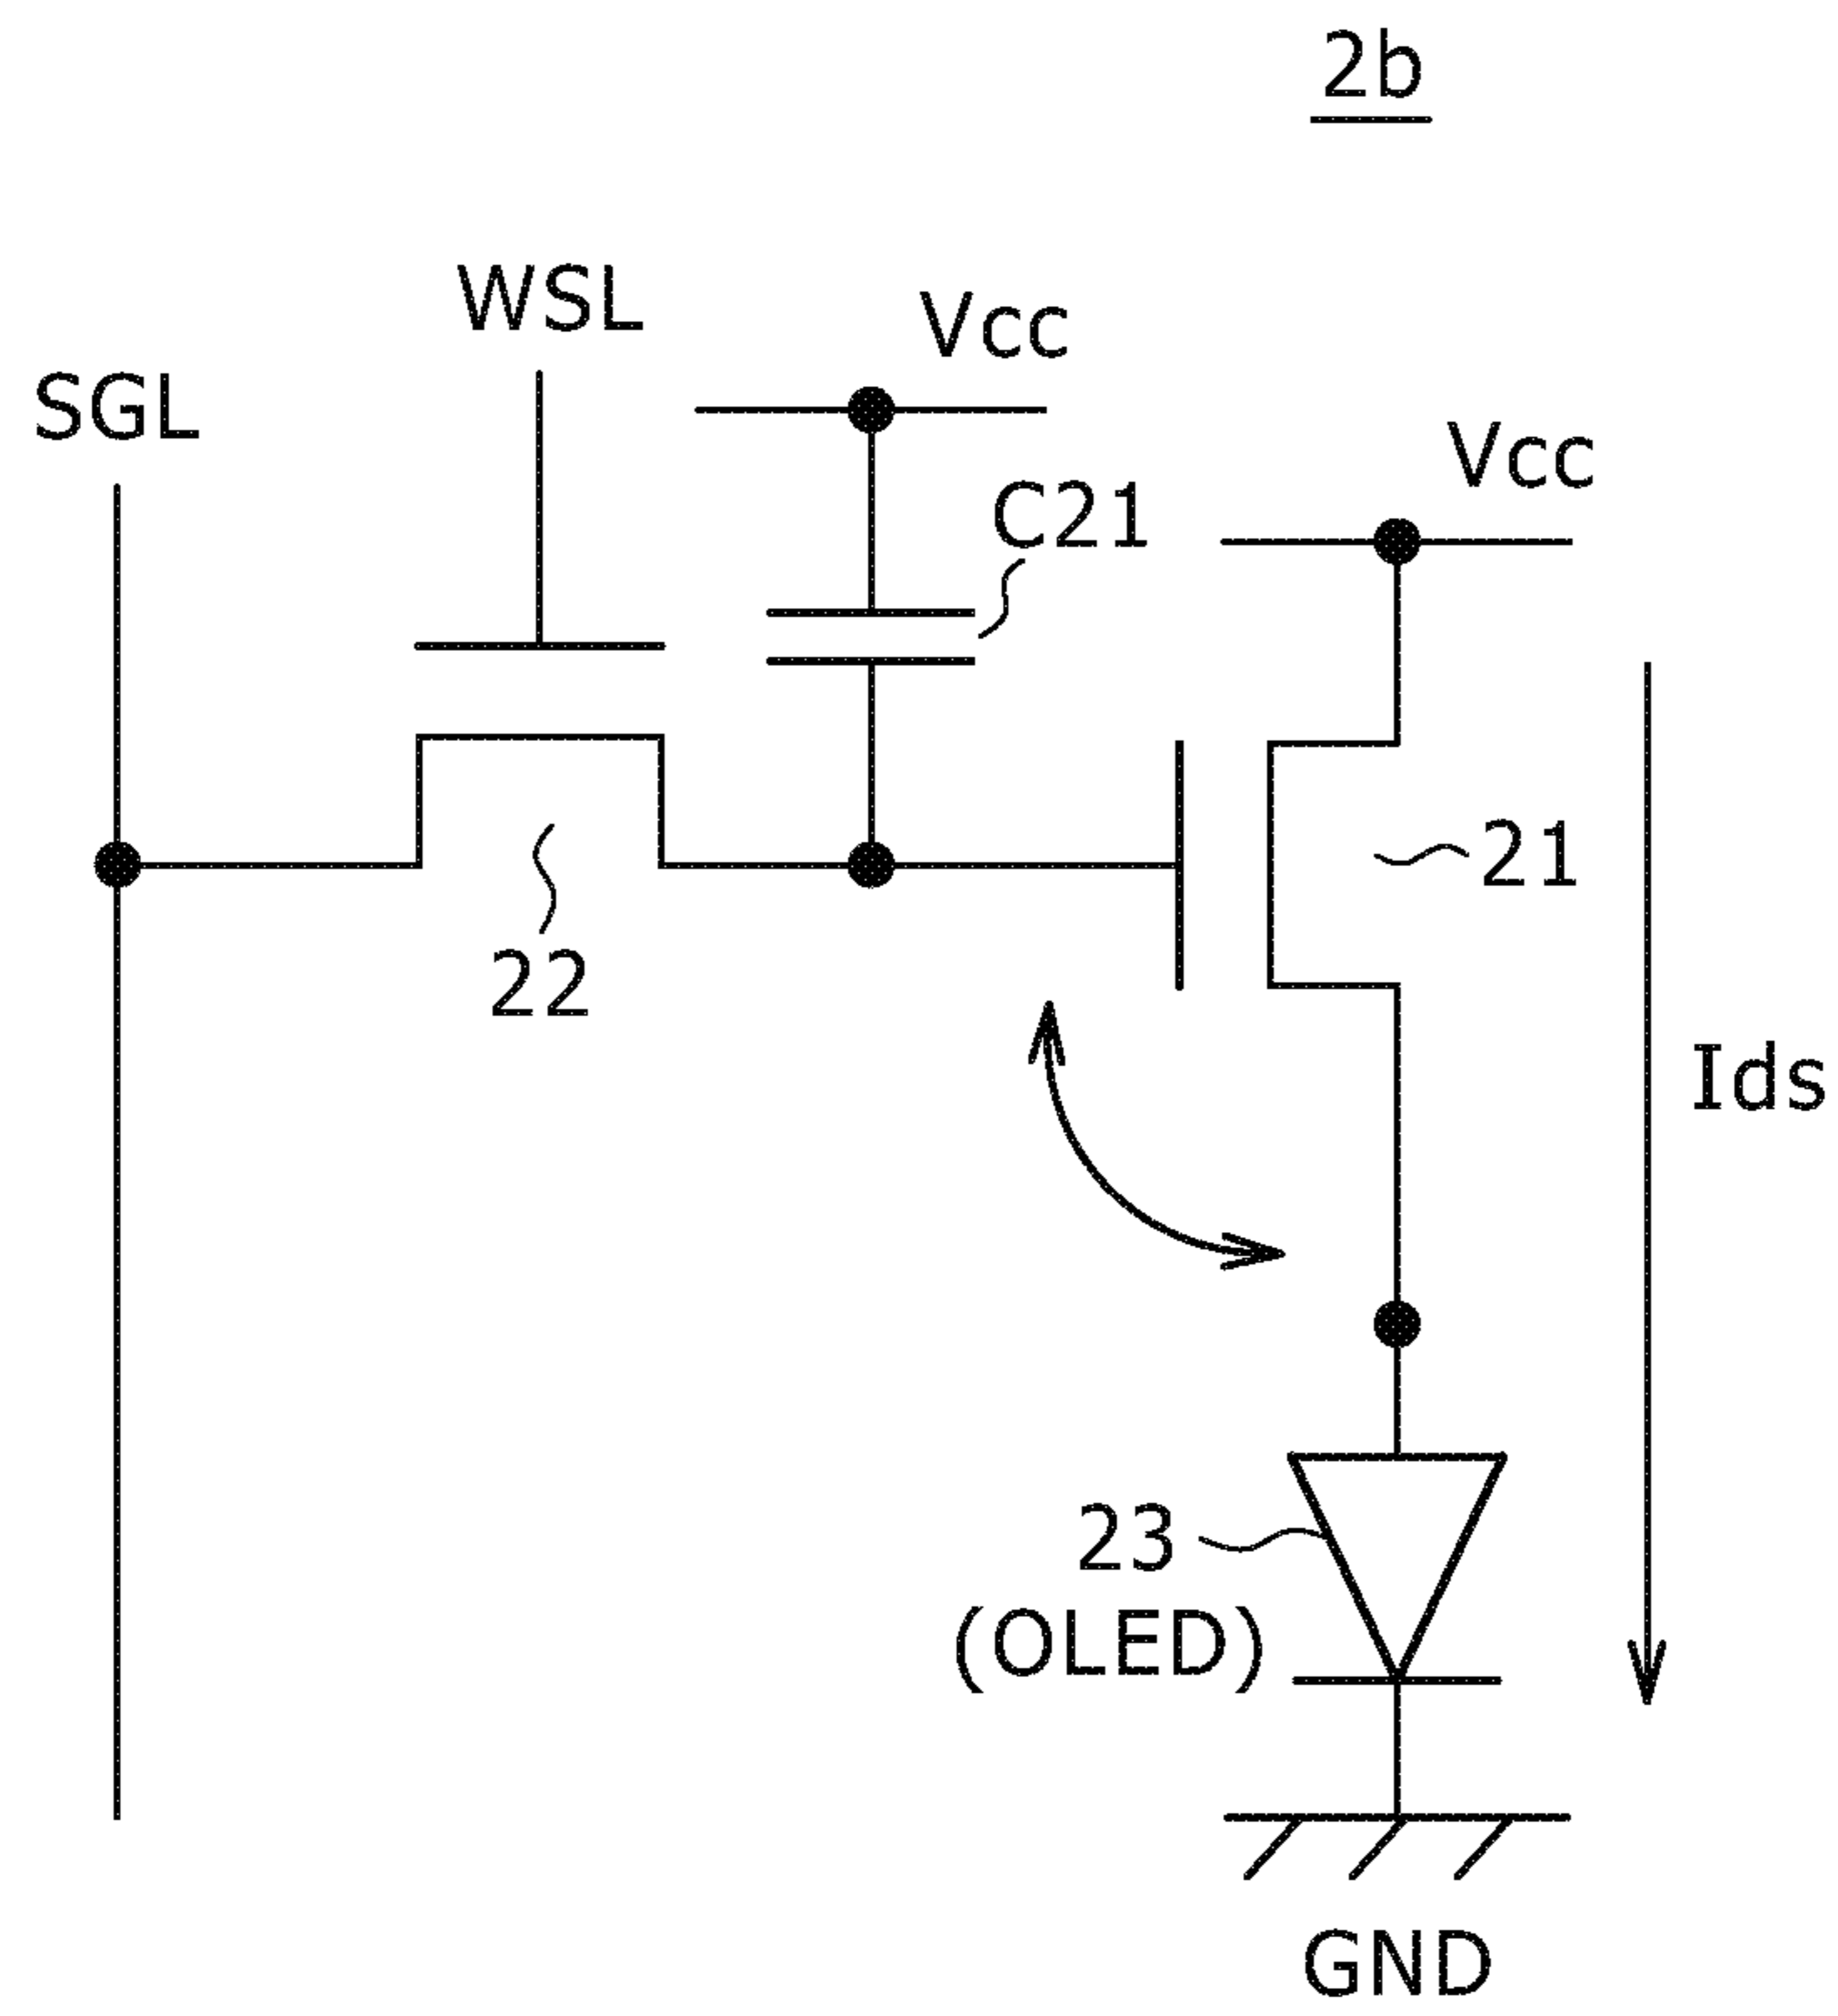 2b
WSL
Vcc
SGL
Vcc
C21
21
22
Ids
23
(OLED)
GND